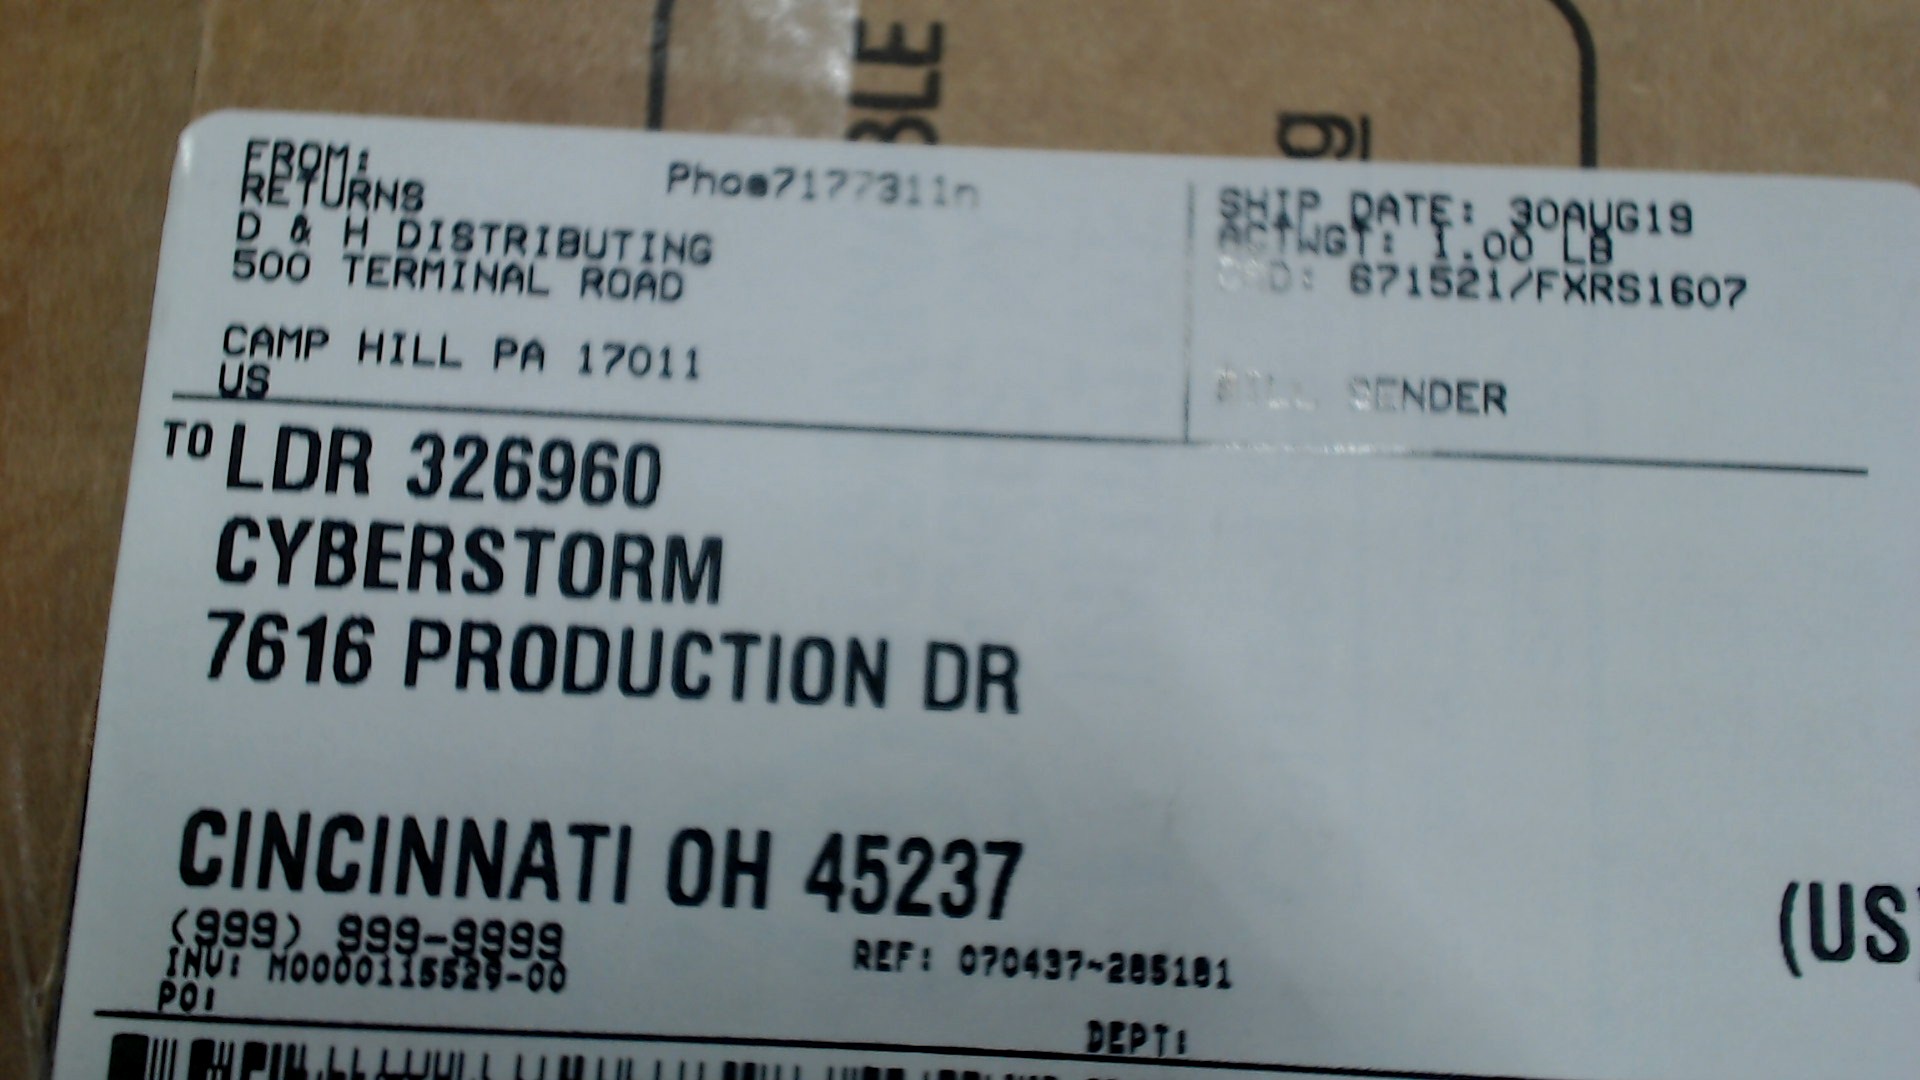 BLE
g
FROM:
RETURNS
D & H DISTRIBUTING
500 TERMINAL ROAD
CAMP HILL PA 17011
US
SHIP DATE: 30AUG19
ACTWGT: 1.00 LB
671521/FXRS1607
BILL SENDER
TO LDR 326960
CYBERSTORM
7616 PRODUCTION DR
CINCINNATI OH 45237
(US)
(999) 999-9999
INV: M0000115529-00
REF: 070437~285181
PO:
DEPT: